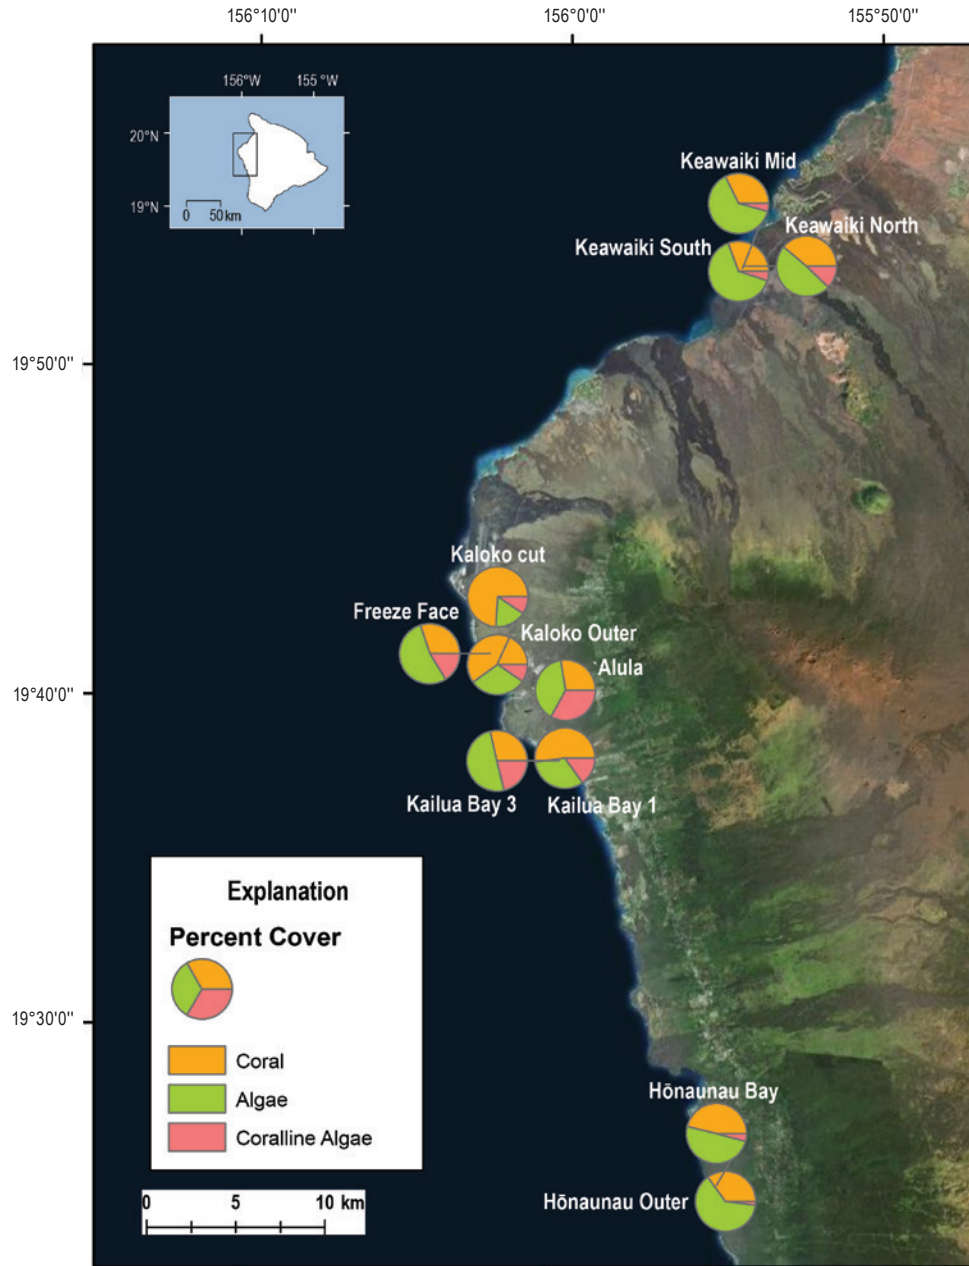 156°10'0"
156°0'0"
155°50'0"
156°W
155 °W
20°N
19°N
0
50 km
Keawaiki Mid
Keawaiki North
Keawaiki South
19°50'0"
Kaloko cut
Freeze Face
Kaloko Outer
Alula
19°40'0"
Kailua Bay 3
Kailua Bay 1
Explanation
Percent Cover
Coral
Algae
Coralline Algae
19°30'0"
0
5
10 km
Hōnaunau Bay
Hōnaunau Outer